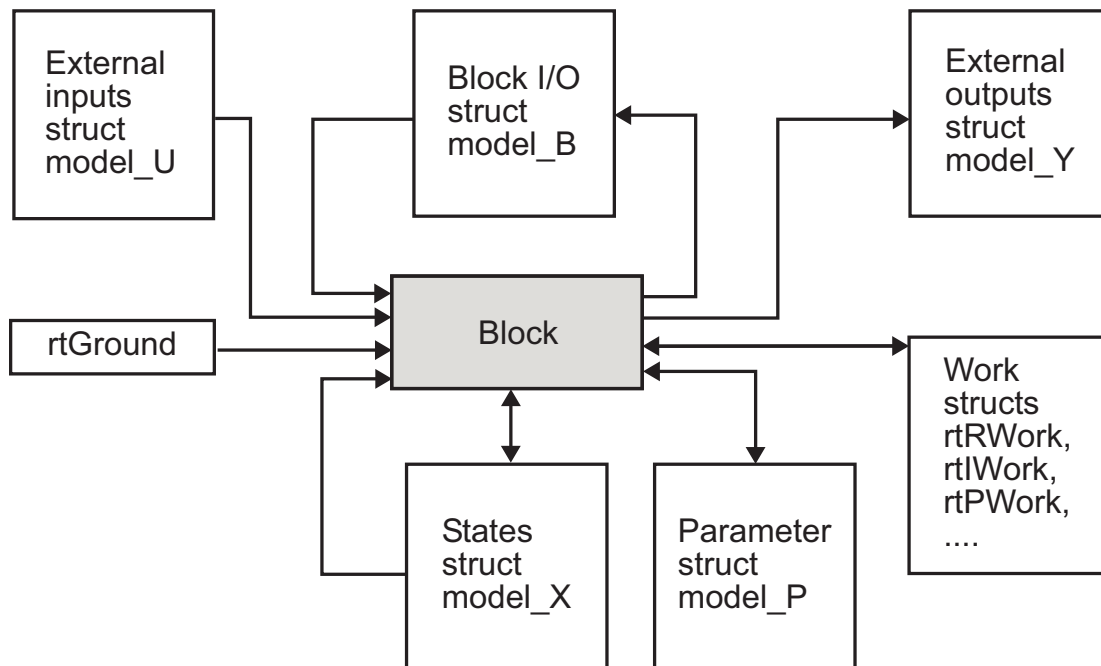 External
inputs
struct
model_U
Block I/O
struct
model_B
External
outputs
struct
model_Y
rtGround
Block
Work
structs
rtRWork,
rtIWork,
rtPWork,
....
States
struct
model_X
Parameter
struct
model_P